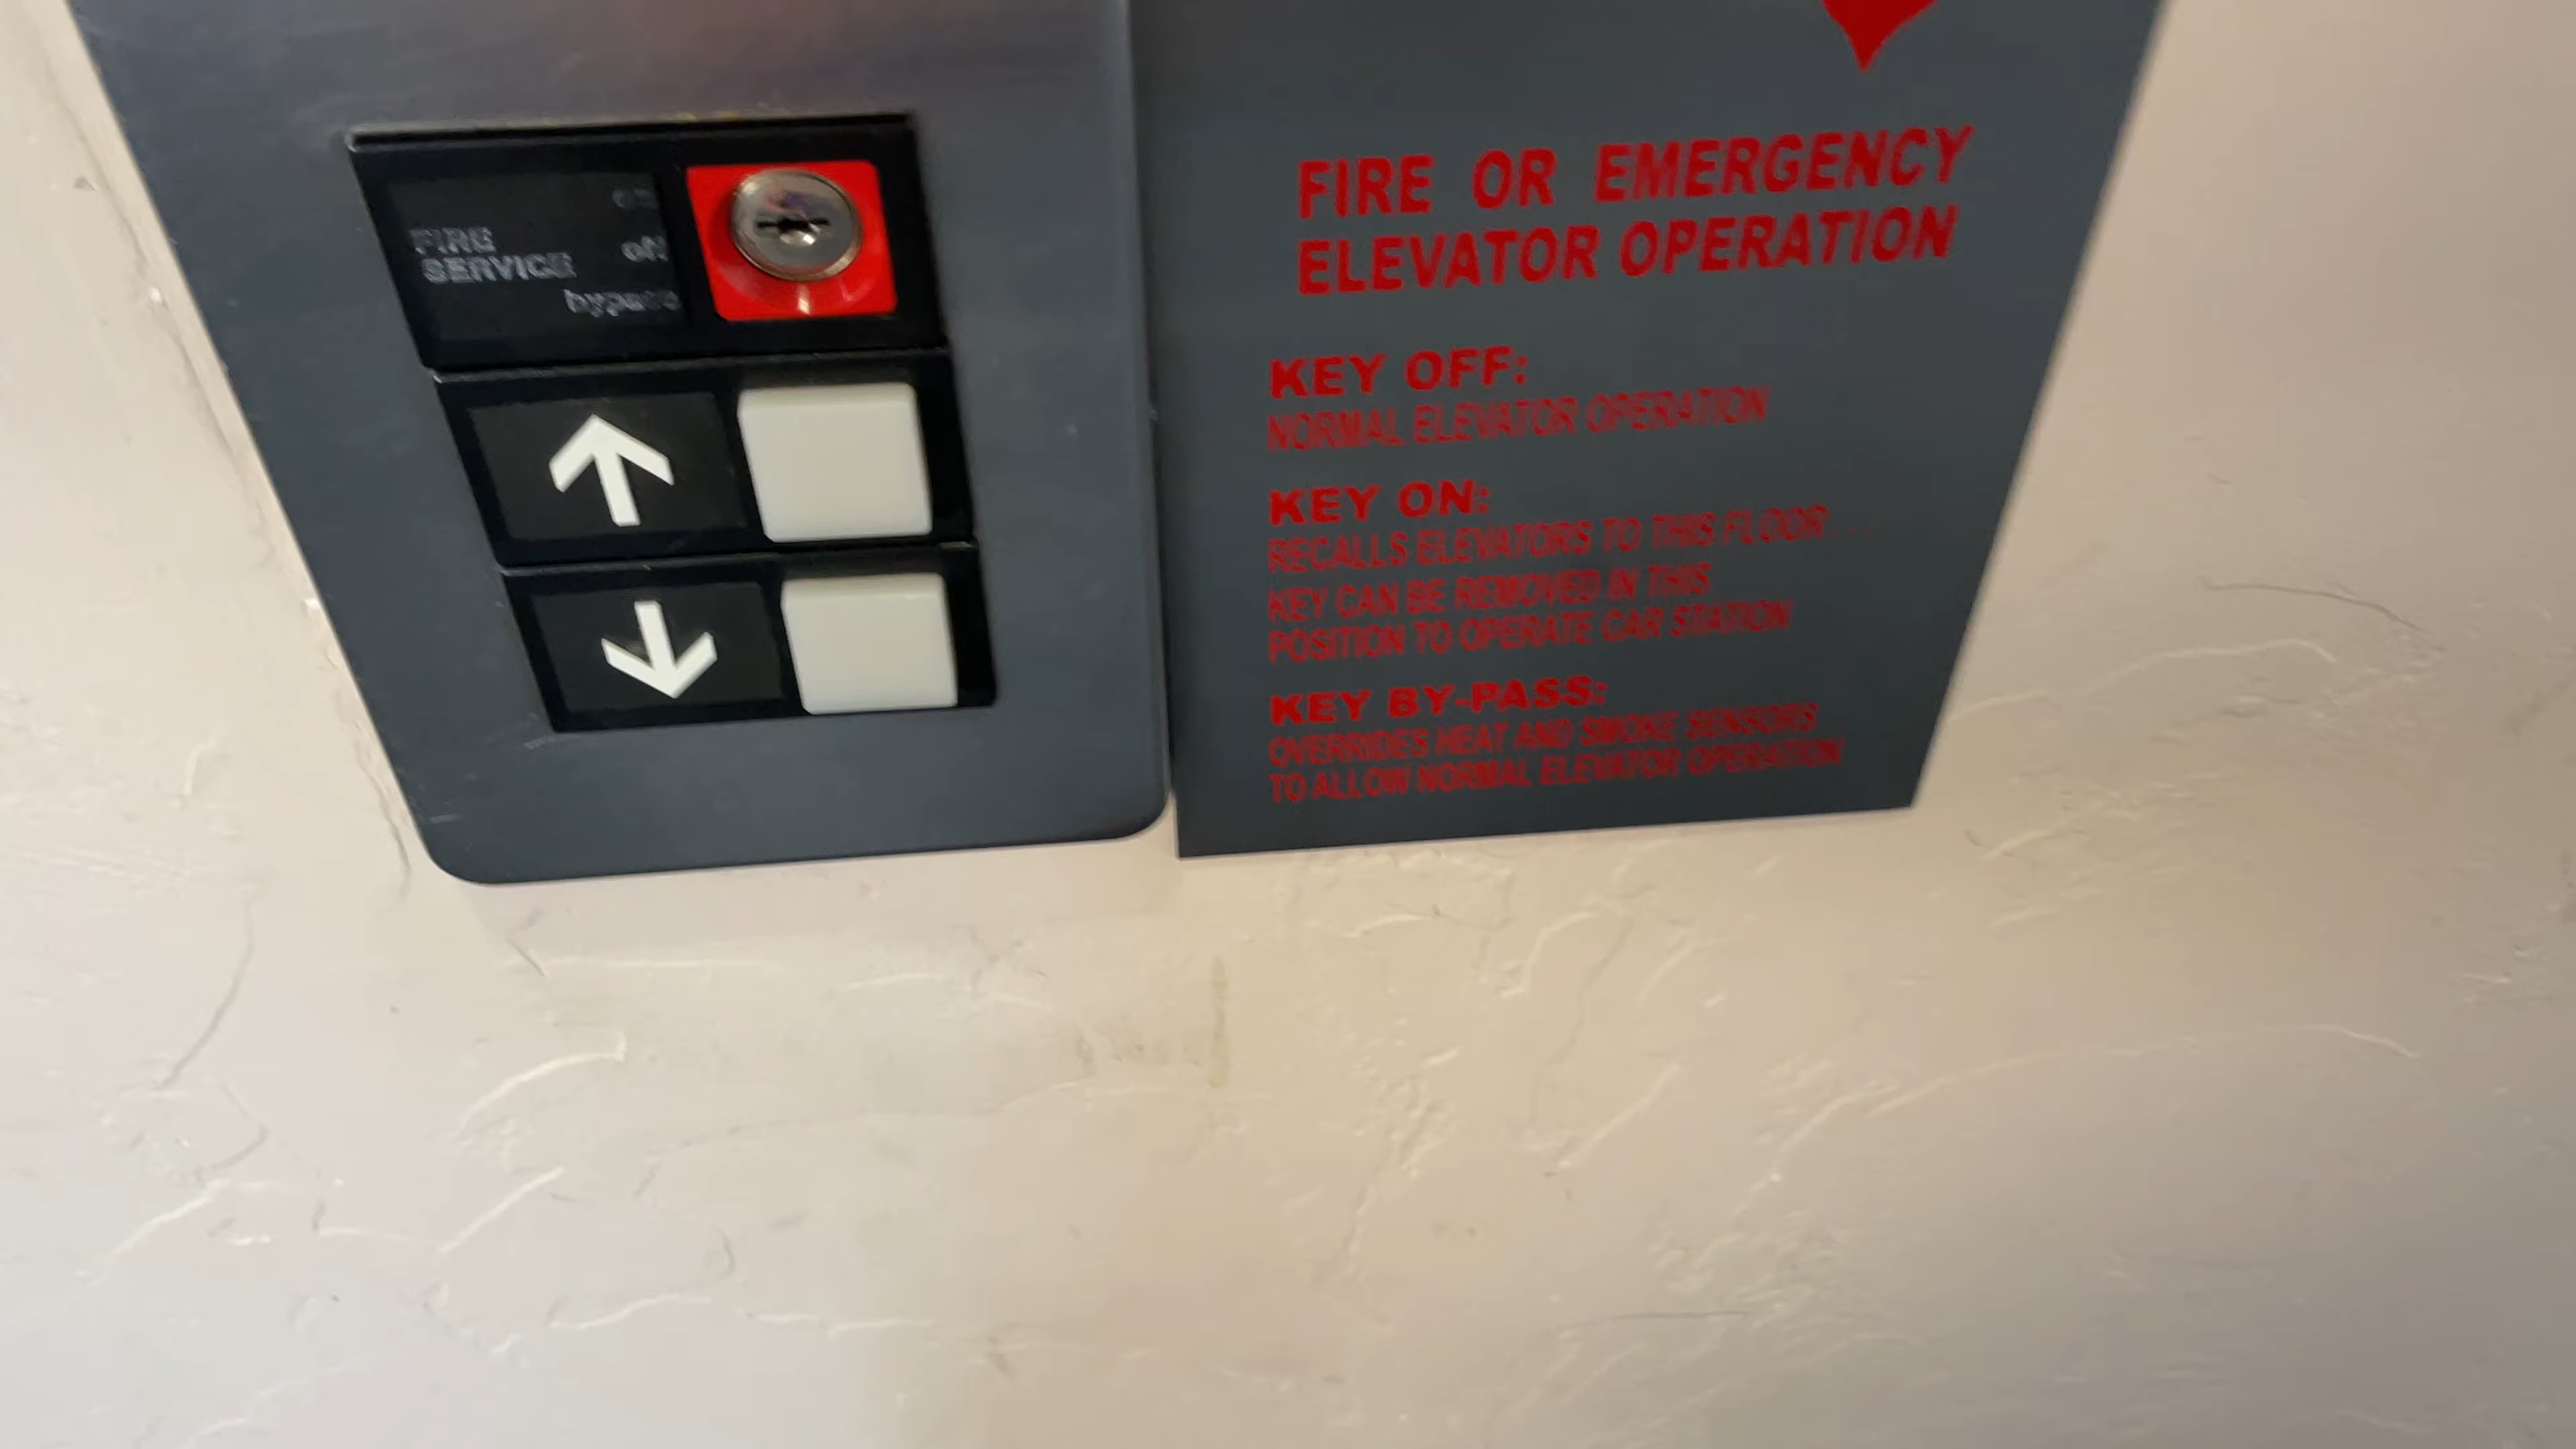 on
FIRE
SERVICE
off
bypass
FIRE OR EMERGENCY
ELEVATOR OPERATION
KEY OFF:
NORMAL ELEVATOR OPERATION
KEY ON:
RECALLS ELEVATORS TO THIS FLOOR...
KEY CAN BE REMOVED IN THIS
POSITION TO OPERATE CAR STATION
KEY BY-PASS:
OVERRIDES HEAT AND SMOKE SENSORS
TO ALLOW NORMAL ELEVATOR OPERATION